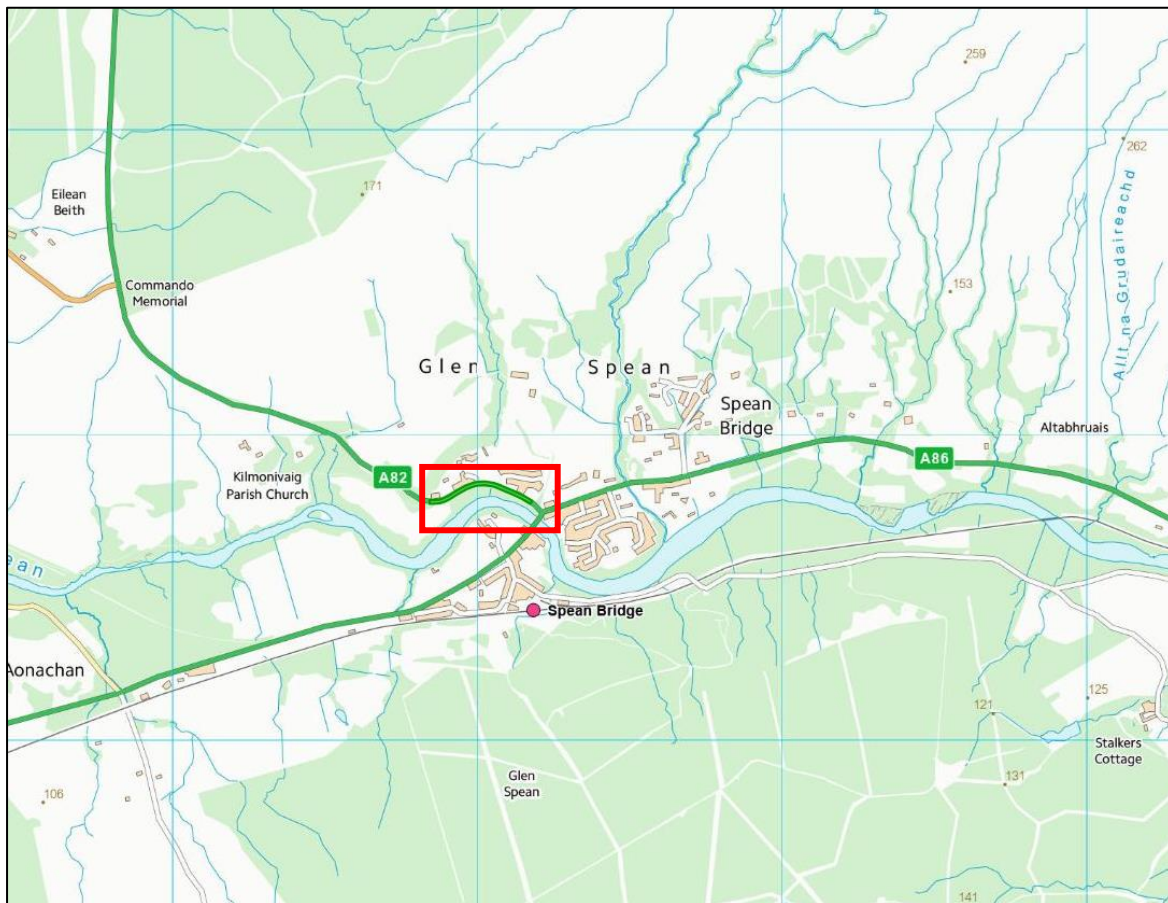 259
262
Allt na Grudaireachd
Eilean
Beith
171
Commando
Memorial
153
Glen Spean
Spean
Bridge
Altabhruais
A86
A82
Kilmonivaig
Parish Church
ean
Spean Bridge
Aonachan
125
121
Stalkers
Cottage
Glen
Spean
131
106
141